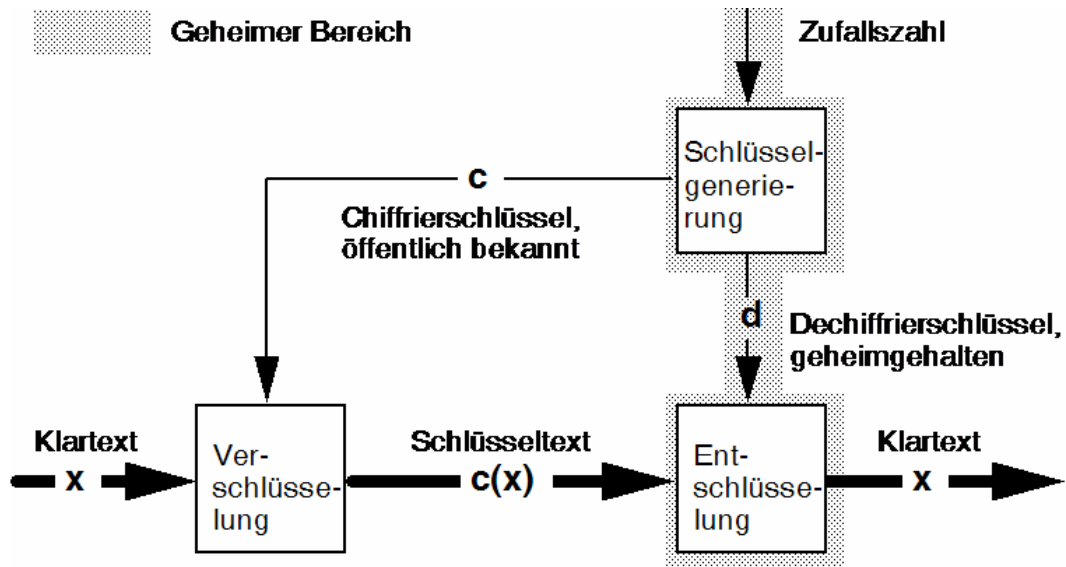 Geheimer Bereich
Zufallszahl
Schlüssel-
generie-
rung
c
Chiffrierschlüssel,
öffentlich bekannt
d
Dechiffrierschlüssel,
geheimgehalten
Klartext
x
Ver-
schlüsse-
lung
Schlüsseltext
c(x)
Ent-
schlüsse-
lung
Klartext
x